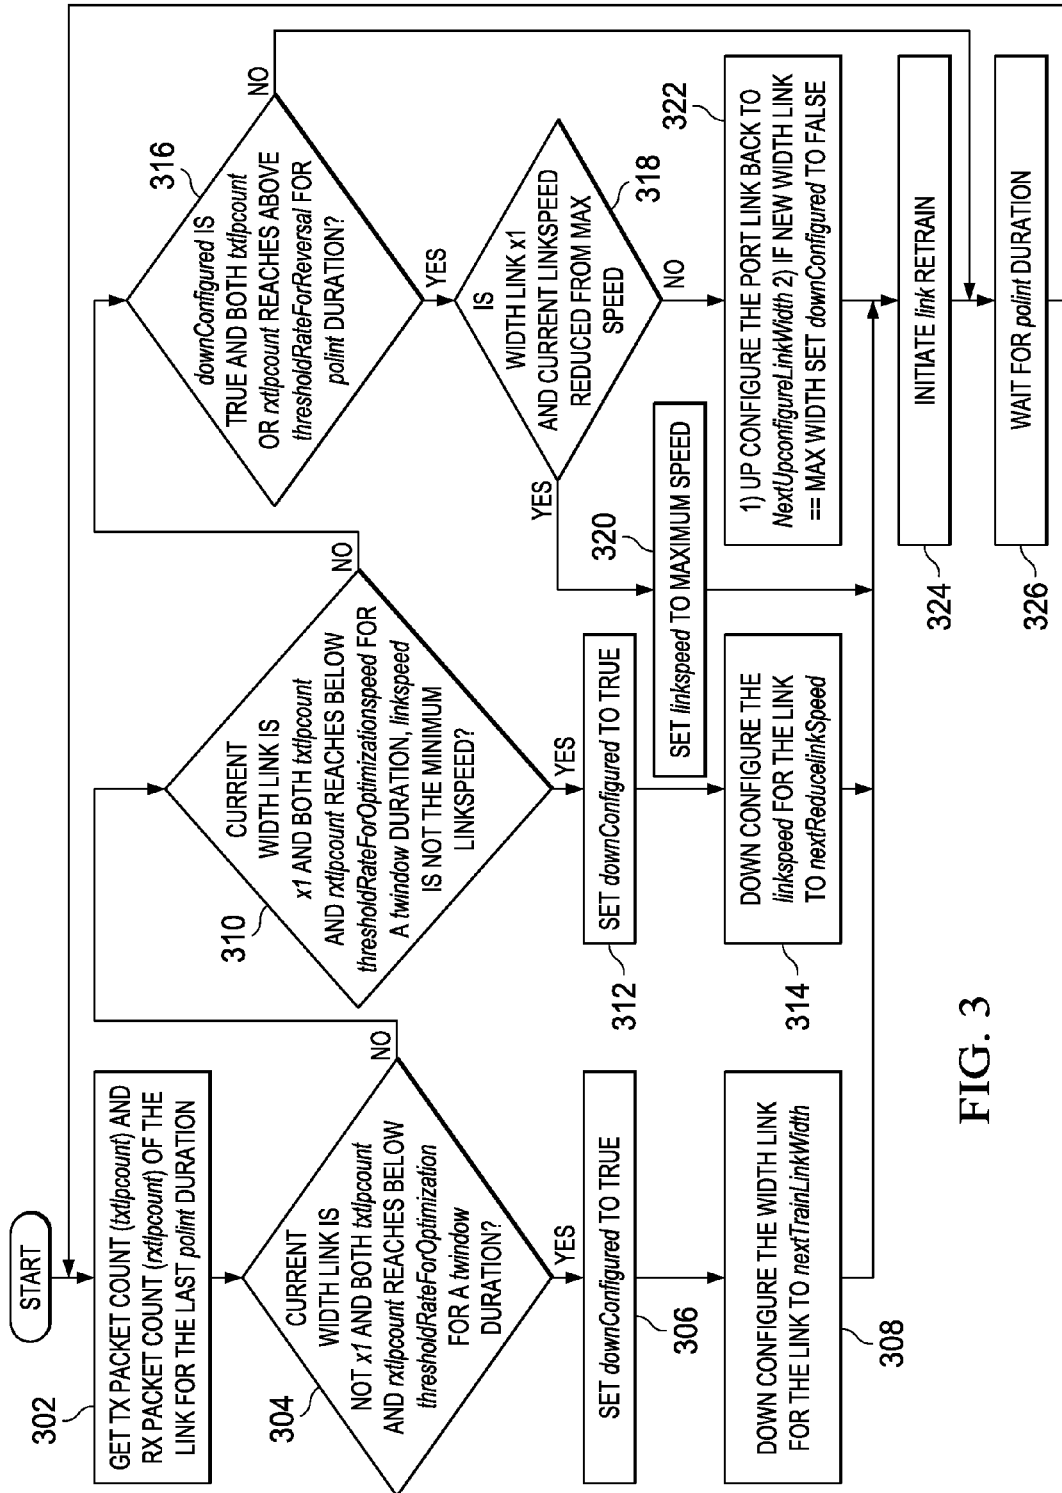 START
302
GET TX PACKET COUNT (txtlpcount) AND
RX PACKET COUNT (rxtlpcount) OF THE
LINK FOR THE LAST polint DURATION
304
CURRENT
WIDTH LINK IS
NOT x1 AND BOTH txtlpcount
AND rxtlpcount REACHES BELOW
thresholdRateForOptimization
FOR A twindow
DURATION?
NO
YES
SET downConfigured TO TRUE
306
DOWN CONFIGURE THE WIDTH LINK
FOR THE LINK TO nextTrainLinkWidth
308
310
CURRENT
WIDTH LINK IS
x1 AND BOTH txtlpcount
AND rxtlpcount REACHES BELOW
thresholdRateForOptimizationspeed FOR
A twindow DURATION, linkspeed
IS NOT THE MINIMUM
LINKSPEED?
NO
YES
SET downConfigured TO TRUE
312
DOWN CONFIGURE THE
linkspeed FOR THE LINK
TO nextReducelinkSpeed
314
316
downConfigured IS
TRUE AND BOTH txtlpcount
OR rxtlpcount REACHES ABOVE
thresholdRateForReversal FOR
polint DURATION?
NO
YES
318
IS
WIDTH LINK x1
AND CURRENT LINKSPEED
REDUCED FROM MAX
SPEED
YES
NO
320
SET linkspeed TO MAXIMUM SPEED
322
1) UP CONFIGURE THE PORT LINK BACK TO
NextUpconfigureLinkWidth 2) IF NEW WIDTH LINK
== MAX WIDTH SET downConfigured TO FALSE
INITIATE link RETRAIN
324
WAIT FOR polint DURATION
326
FIG. 3